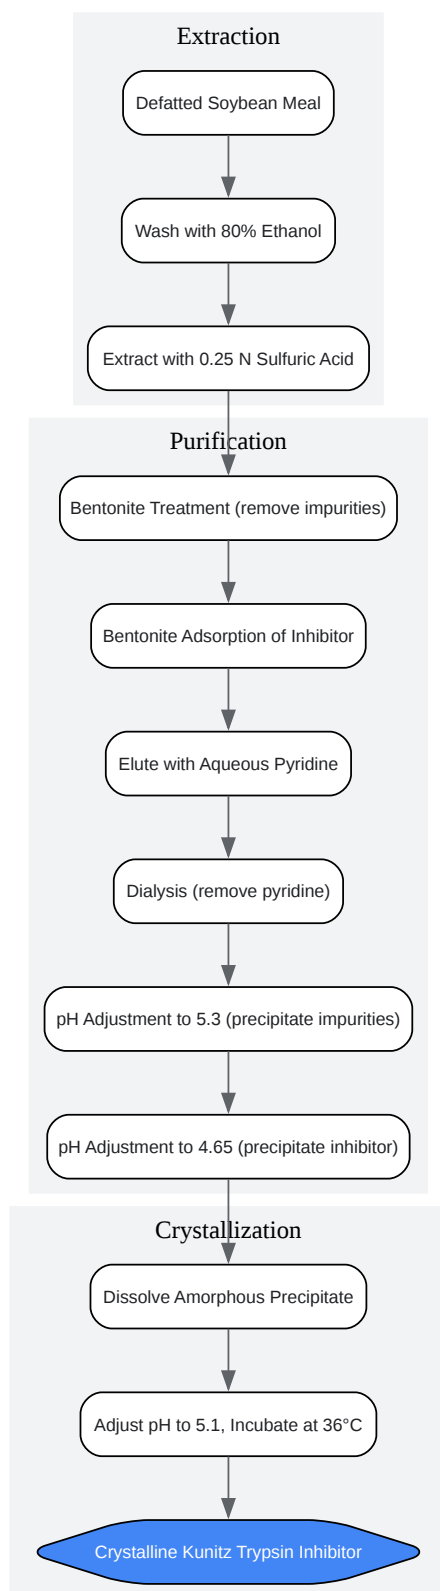 Extraction
Defatted Soybean Meal
Wash with 80% Ethanol
Extract with 0.25 N Sulfuric Acid
Purification
Bentonite Treatment (remove impurities)
Bentonite Adsorption of Inhibitor
Elute with Aqueous Pyridine
Dialysis (remove pyridine)
pH Adjustment to 5.3 (precipitate impurities)
pH Adjustment to 4.65 (precipitate inhibitor)
Crystallization
Dissolve Amorphous Precipitate
Adjust pH to 5.1, Incubate at 36°C
Crystalline Kunitz Trypsin Inhibitor